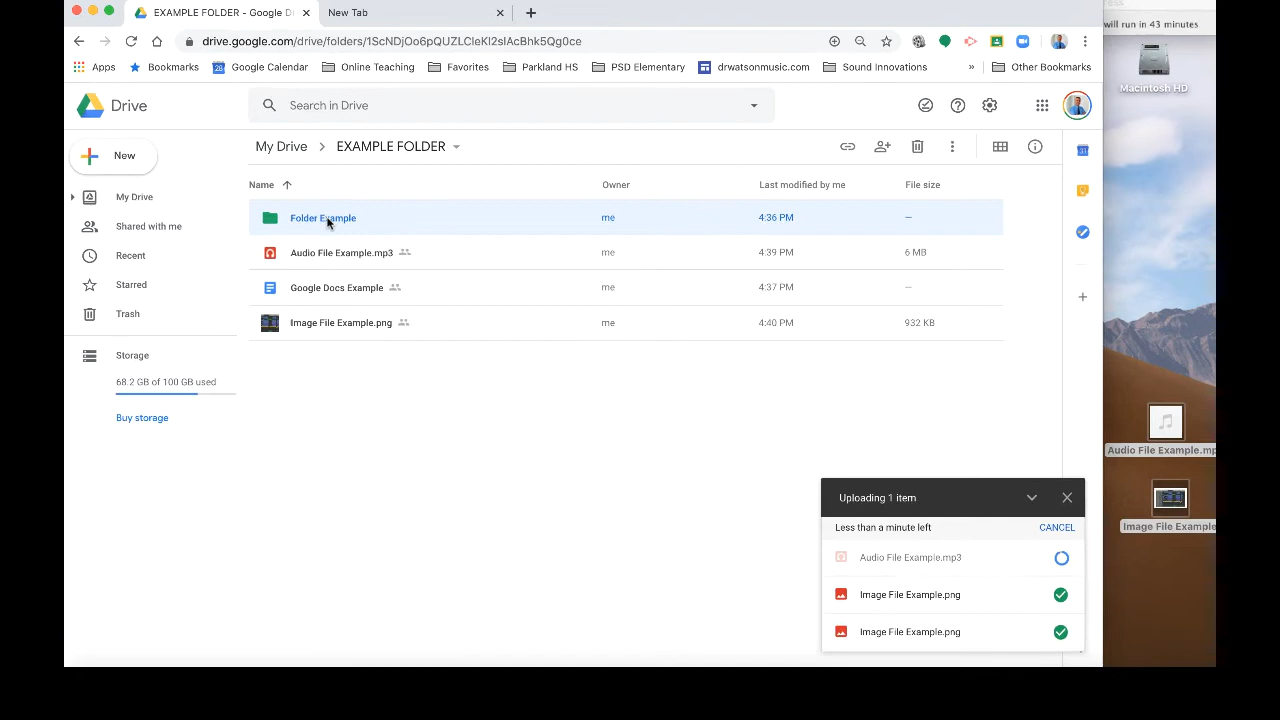 ress
EXAMPLE FOLDER - Google D
New Tab
will run in 43 minutes
drive.google.com/drive/folders/
Apps
Bookmarks
Google Calendar
Online Teaching
Parkland HS
PSD Elementary
drwatsonmusic.com
Sound Innovations
»
Other Bookmarks
Macintosh HD
Drive
Search in Drive
New
My Drive
EXAMPLE FOLDER
Name
Owner
Last modified by me
File size
My Drive
Folder Example
me
4:36 PM
—
Shared with me
Audio File Example.mp3
me
4:39 PM
6 MB
Recent
Google Docs Example
me
4:37 PM
—
Starred
Trash
Image File Example.png
me
4:40 PM
932 KB
Storage
68.2 GB of 100 GB used
Buy storage
Audio File Example.mp
Uploading 1 item
Less than a minute left
CANCEL
Image File Example
Audio File Example.mp3
Image File Example.png
Image File Example.png